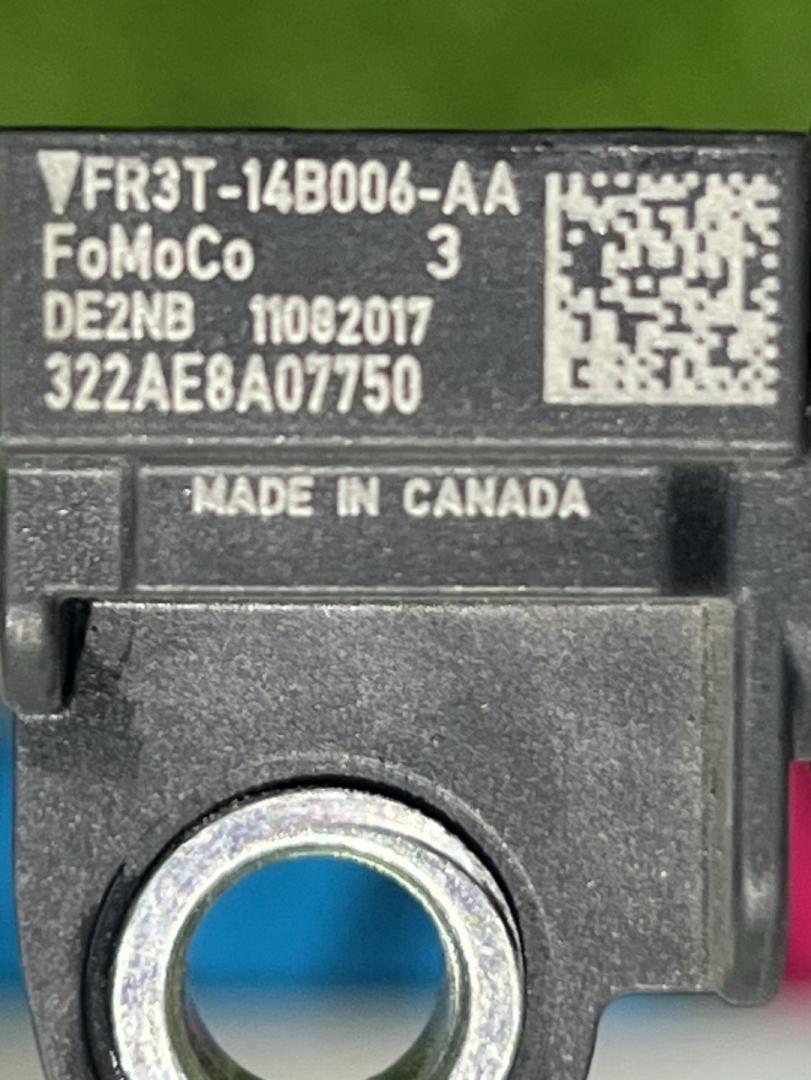 FR3T-14B006-AA
FoMoCo 3
DE2NB 11082017
322AE8A07750
MADE IN CANADA